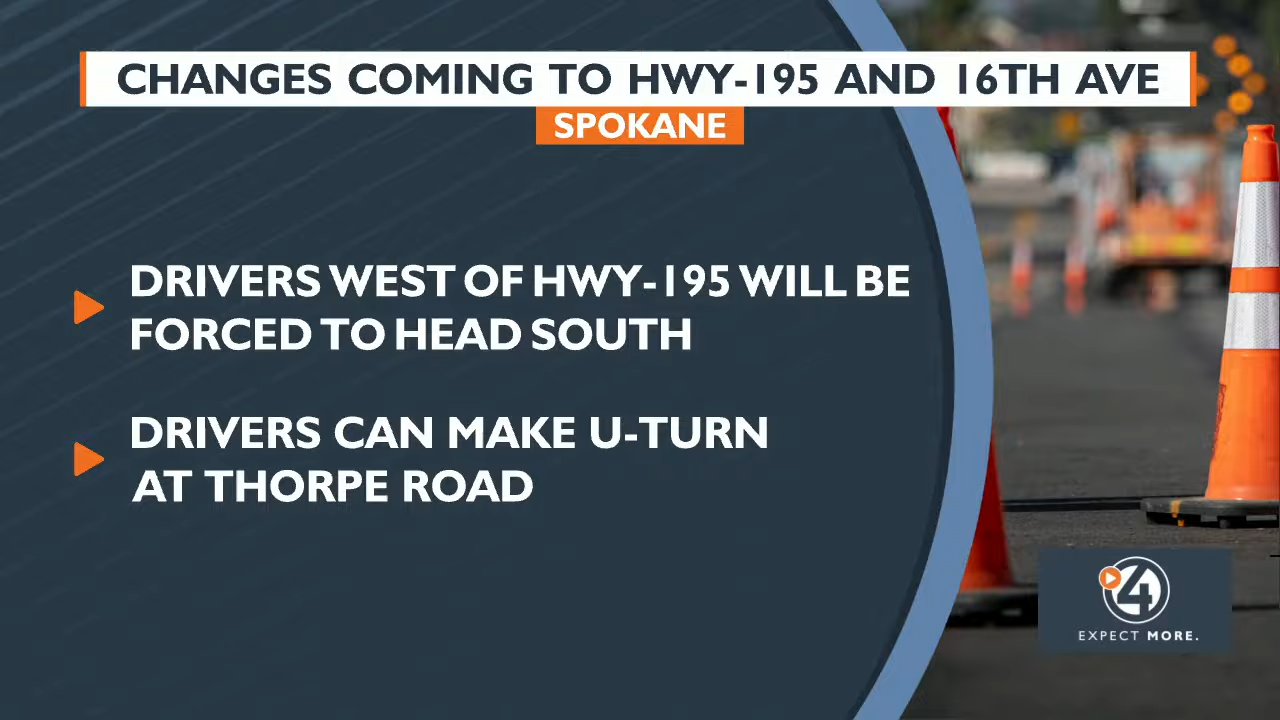 CHANGES COMING TO HWY-195 AND 16TH AVE
SPOKANE
DRIVERS WEST OF HWY-195 WILL BE
FORCED TO HEAD SOUTH
DRIVERS CAN MAKE U-TURN
AT THORPE ROAD
4
EXPECT MORE.